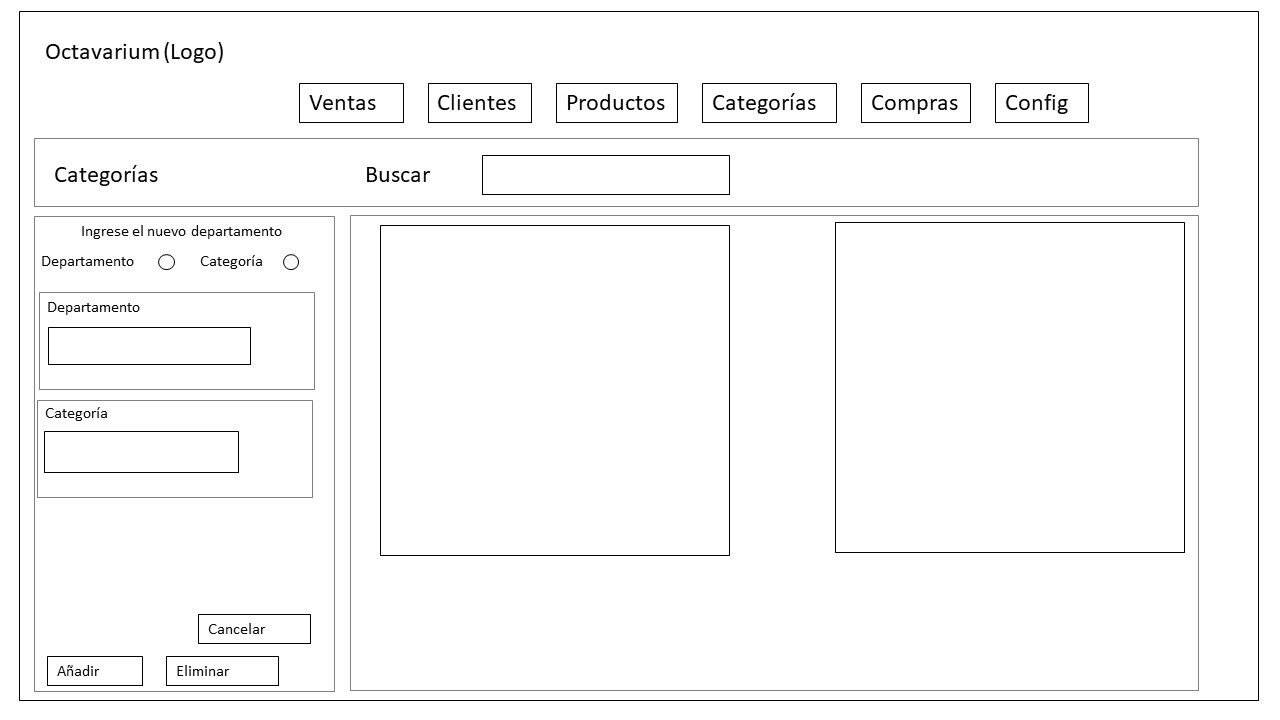 Octavarium (Logo)
Ventas Clientes Productos Categorías Compras Config
Categorías Buscar
Ingrese el nuevo departamento
Departamento Categoría
Departamento
Categoría
Cancelar
Añadir Eliminar